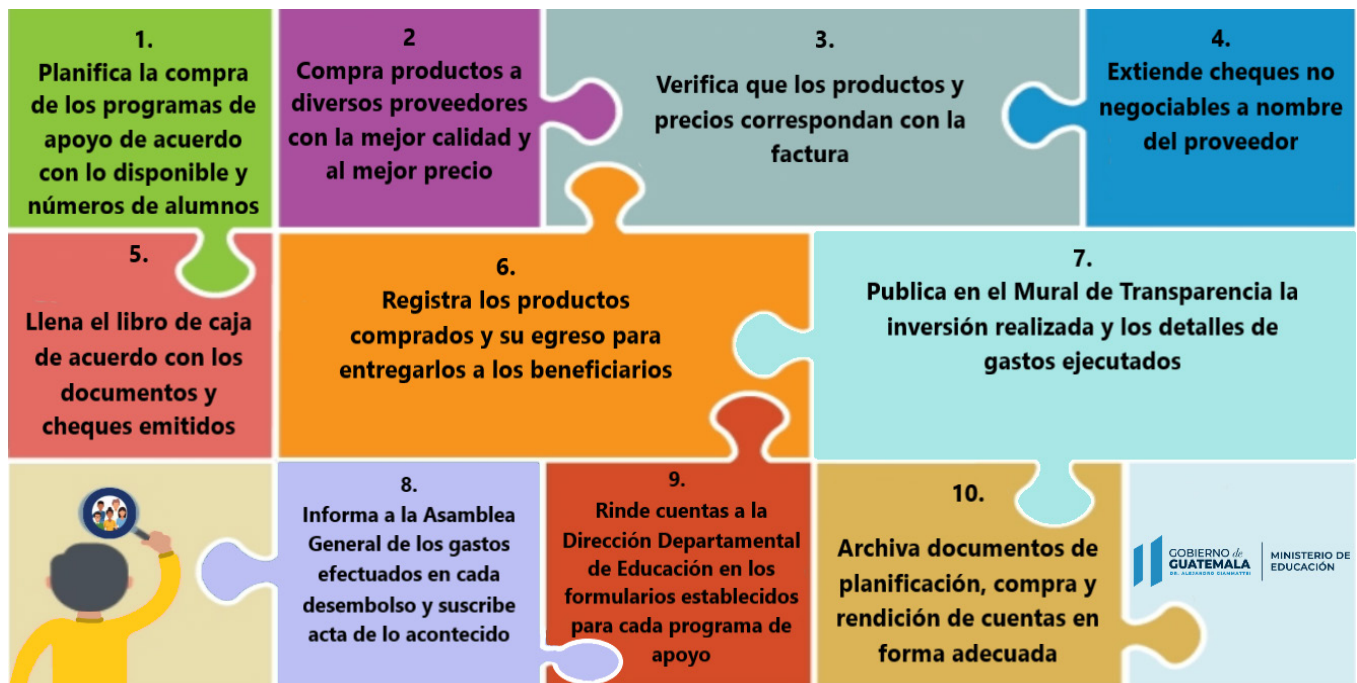 1.
Planifica la compra
de los programas de
apoyo de acuerdo
con lo disponible y
números de alumnos
2
Compra productos a
diversos proveedores
con la mejor calidad y
al mejor precio
3.
Verifica que los productos y
precios correspondan con la
factura
4.
Extiende cheques no
negociables a nombre
del proveedor
5.
Llena el libro de caja
de acuerdo con los
documentos y
cheques emitidos
6.
Registra los productos
comprados y su egreso para
entregarlos a los beneficiarios
7.
Publica en el Mural de Transparencia la
inversión realizada y los detalles de
gastos ejecutados
8.
Informa a la Asamblea
General de los gastos
efectuados en cada
desembolso y suscribe
acta de lo acontecido
9.
Rinde cuentas a la
Dirección Departamental
de Educación en los
formularios establecidos
para cada programa de
apoyo
10.
Archiva documentos de
planificación, compra y
rendición de cuentas en
forma adecuada
GOBIERNO de
GUATEMALA
DR. ALEJANDRO GIAMMATTEI
MINISTERIO DE
EDUCACIÓN